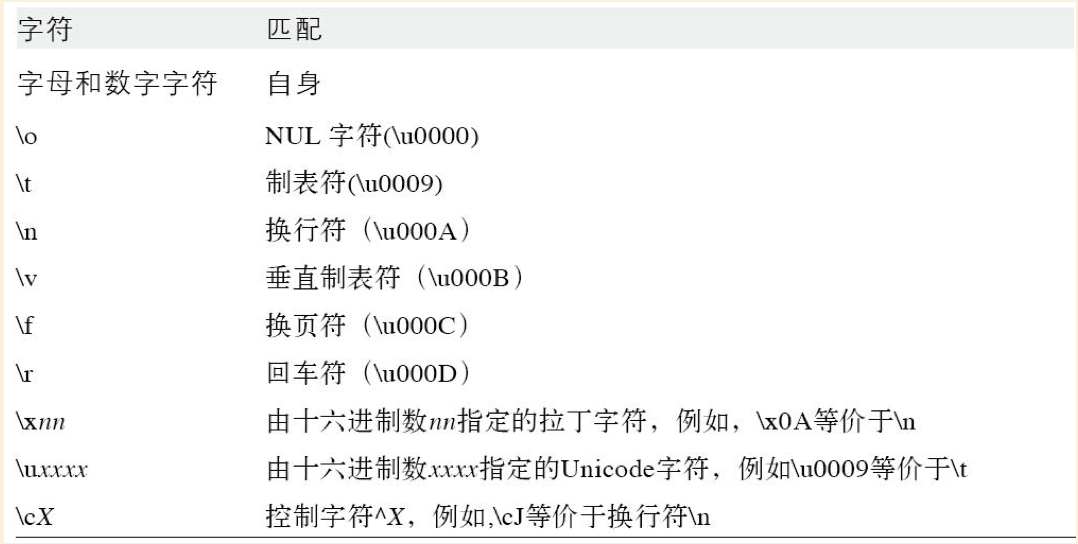 字符 匹配
字母和数字字符 自身
\o NUL 字符(\u0000)
\t 制表符(\u0009)
\n 换行符（\u000A）
\v 垂直制表符（\u000B）
\f 换页符（\u000C）
\r 回车符（\u000D）
\xnn 由十六进制数nn指定的拉丁字符，例如，\x0A等价于\n
\uxxxx 由十六进制数xxxx指定的Unicode字符，例如\u0009等价于\t
\cX 控制字符^X，例如,\cJ等价于换行符\n